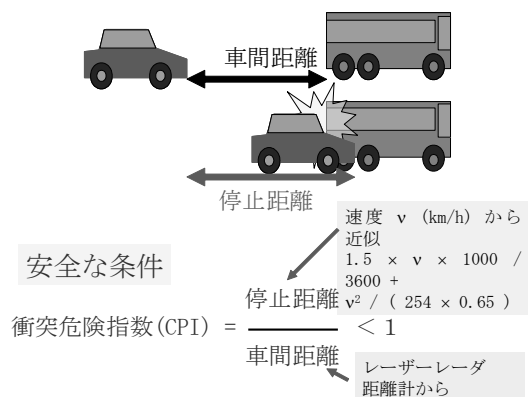 車間距離
停止距離
速度 ν (km/h) から
近似
1.5 × ν × 1000 /
3600 +
ν² / ( 254 × 0.65 )
安全な条件
停止距離
衝突危険指数(CPI) = < 1
車間距離
レーザーレーダ
距離計から